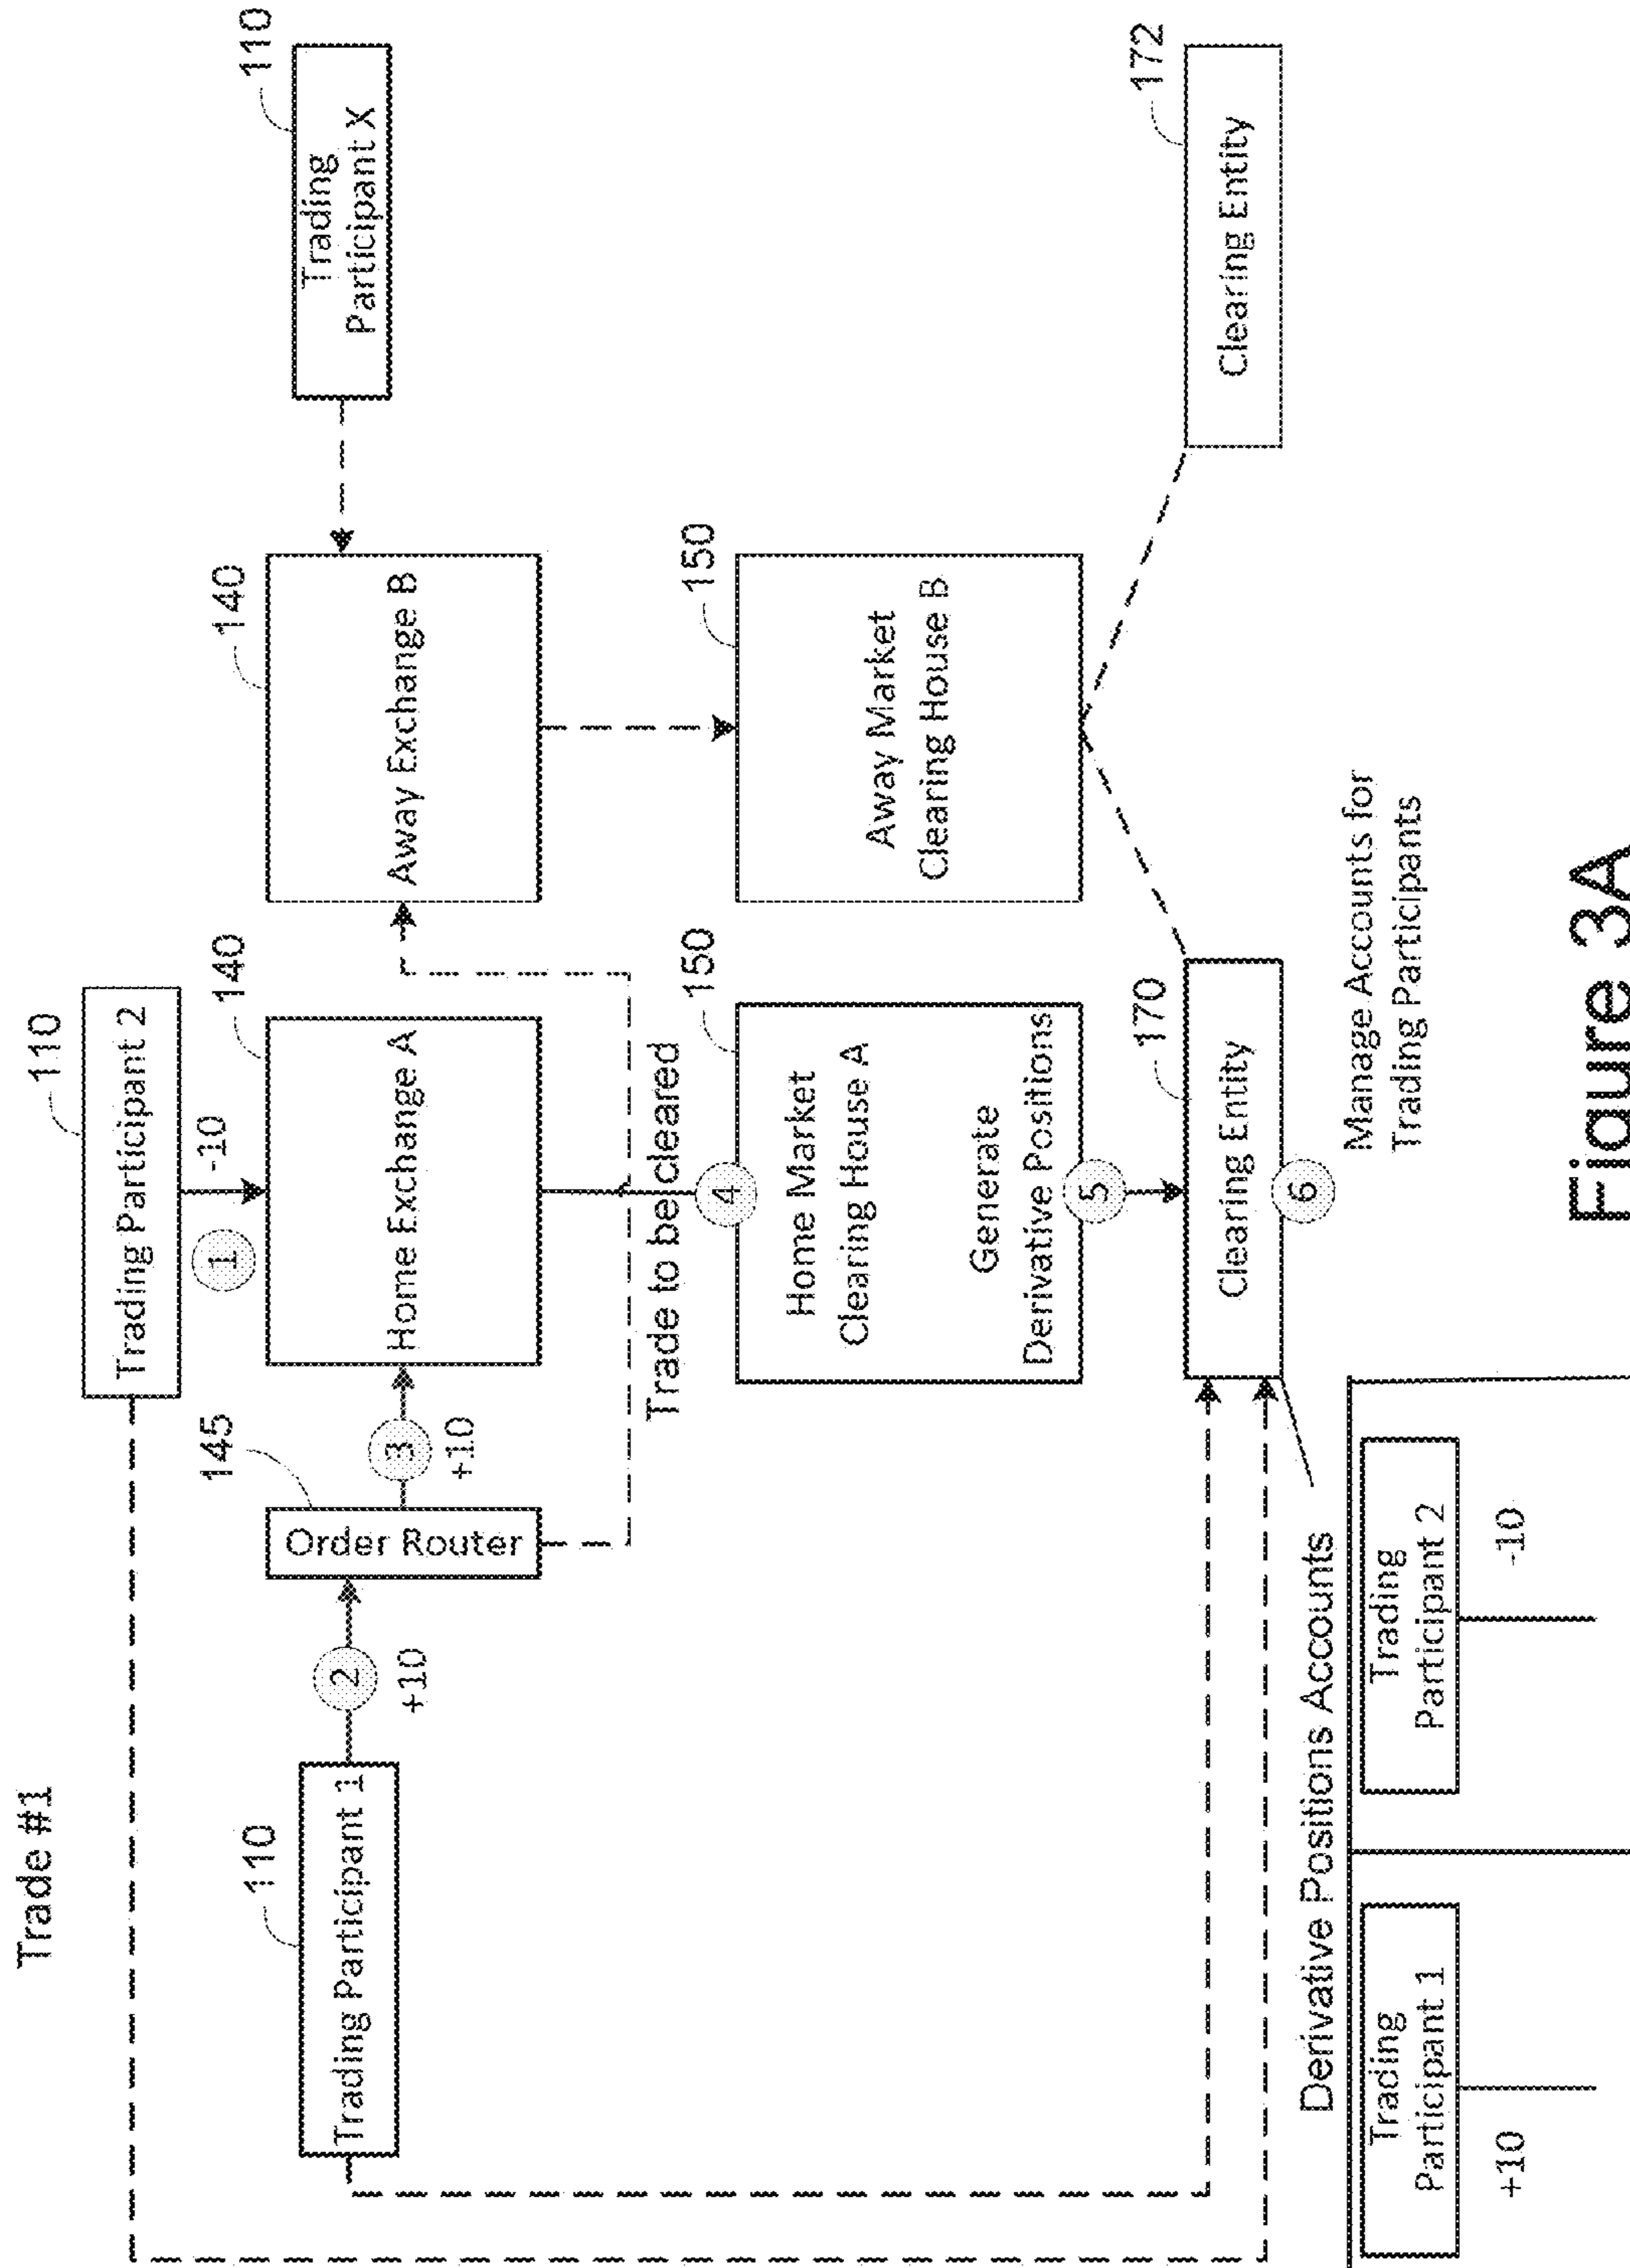 Trade #1
110
Trading Participant 2
1
-10
110
Trading Participant 1
2
+10
145
Order Router
3
+10
140
Home Exchange A
140
Away Exchange B
110
Trading
Participant X
Trade to be cleared
4
150
Home Market
Clearing House A
Generate
Derivative Positions
5
150
Away Market
Clearing House B
170
Clearing Entity
6
172
Clearing Entity
Manage Accounts for
Trading Participants
Derivative Positions Accounts
Trading
Participant 1
+10
Trading
Participant 2
-10
Figure 3A